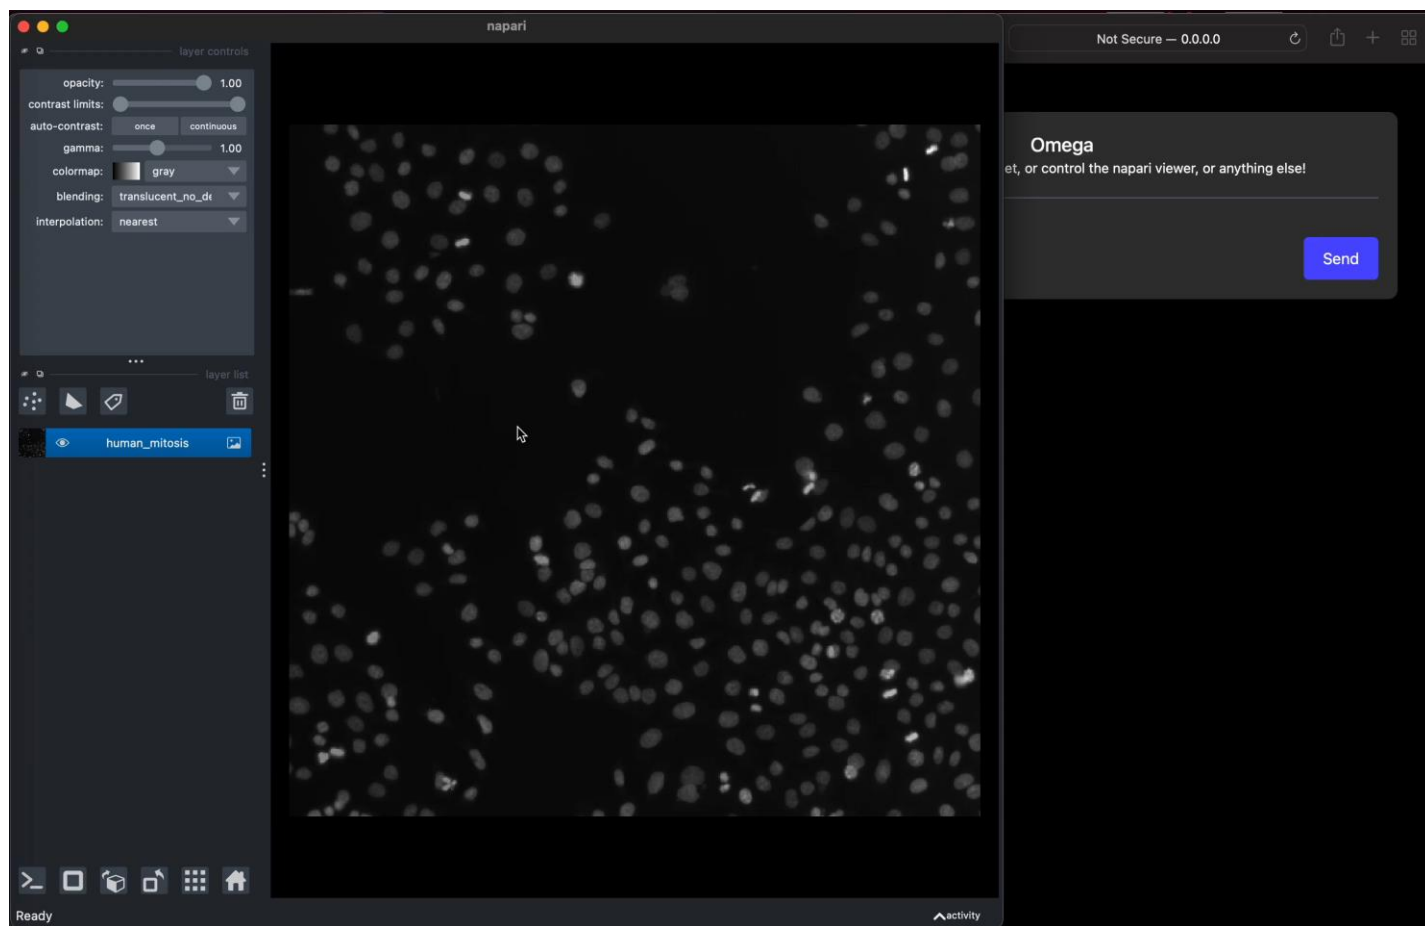 napari
layer controls
opacity: 1.00
contrast limits:
auto-contrast: once continuous
gamma: 1.00
colormap: gray
blending: translucent_no_de
interpolation: nearest
layer list
human_mitosis
Ready
activity
Not Secure — 0.0.0.0
Omega
et, or control the napari viewer, or anything else!
Send